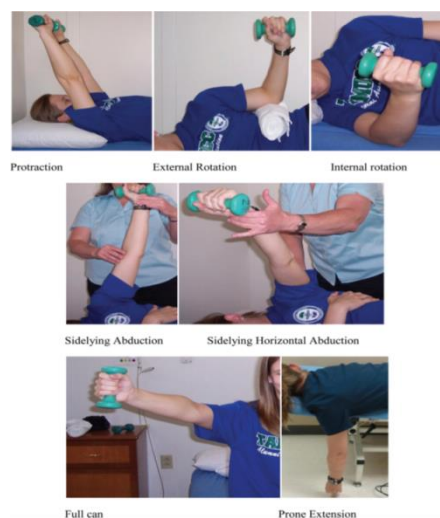 Protraction
External Rotation
Internal rotation
Sidelying Abduction
Sidelying Horizontal Abduction
Full can
Prone Extension